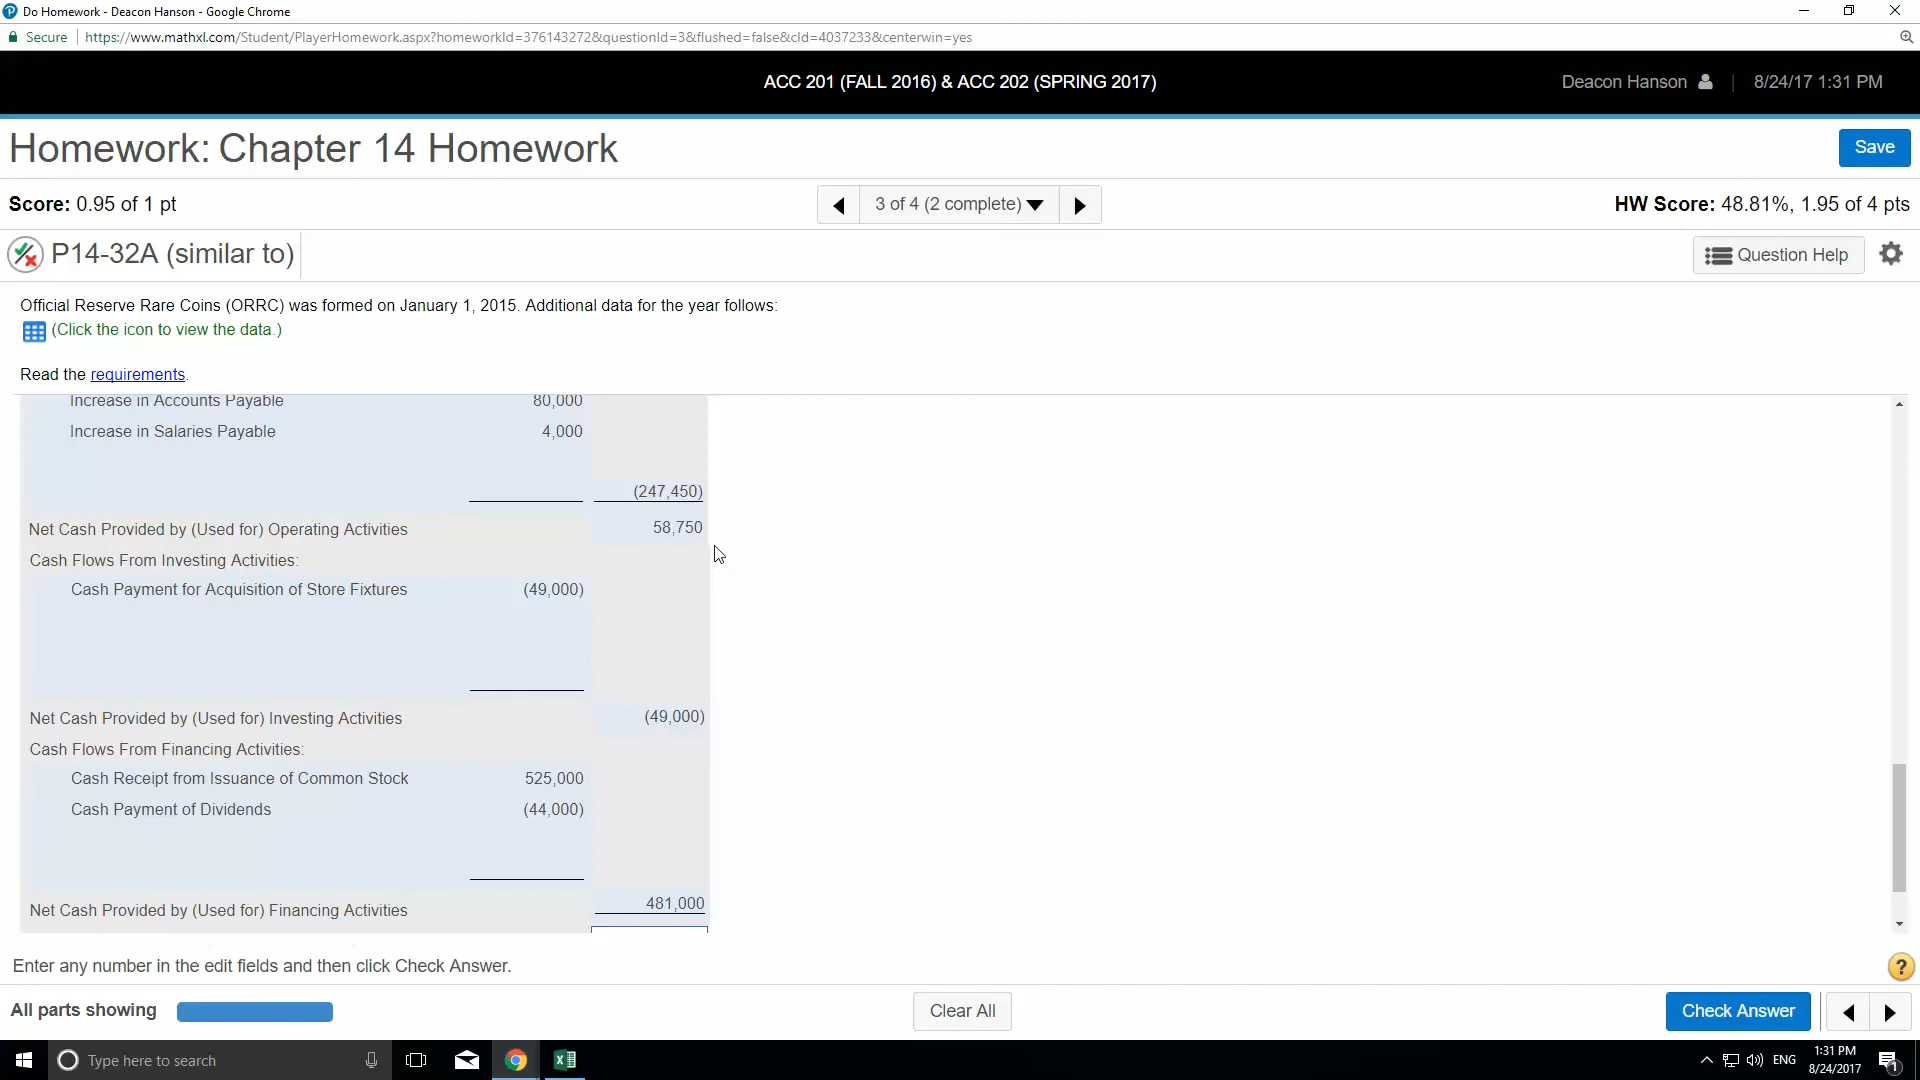 Do Homework - Deacon Hanson - Google Chrome
Secure https://www.mathxl.com/Student/PlayerHomework.aspx?homeworkId=376143272&questionId=3&flushed=false&cId=4037233&centerwin=yes
ACC 201 (FALL 2016) & ACC 202 (SPRING 2017) Deacon Hanson 8/24/17 1:31 PM
Homework: Chapter 14 Homework Save
Score: 0.95 of 1 pt 3 of 4 (2 complete) HW Score: 48.81%, 1.95 of 4 pts
P14-32A (similar to) Question Help
Official Reserve Rare Coins (ORRC) was formed on January 1, 2015. Additional data for the year follows:
(Click the icon to view the data.)
Read the requirements.
Increase in Accounts Payable 80,000
Increase in Salaries Payable 4,000
(247,450)
Net Cash Provided by (Used for) Operating Activities 58,750
Cash Flows From Investing Activities:
Cash Payment for Acquisition of Store Fixtures (49,000)
Net Cash Provided by (Used for) Investing Activities (49,000)
Cash Flows From Financing Activities:
Cash Receipt from Issuance of Common Stock 525,000
Cash Payment of Dividends (44,000)
Net Cash Provided by (Used for) Financing Activities 481,000
Enter any number in the edit fields and then click Check Answer.
?
All parts showing Clear All Check Answer
Type here to search ENG 1:31 PM
8/24/2017 1